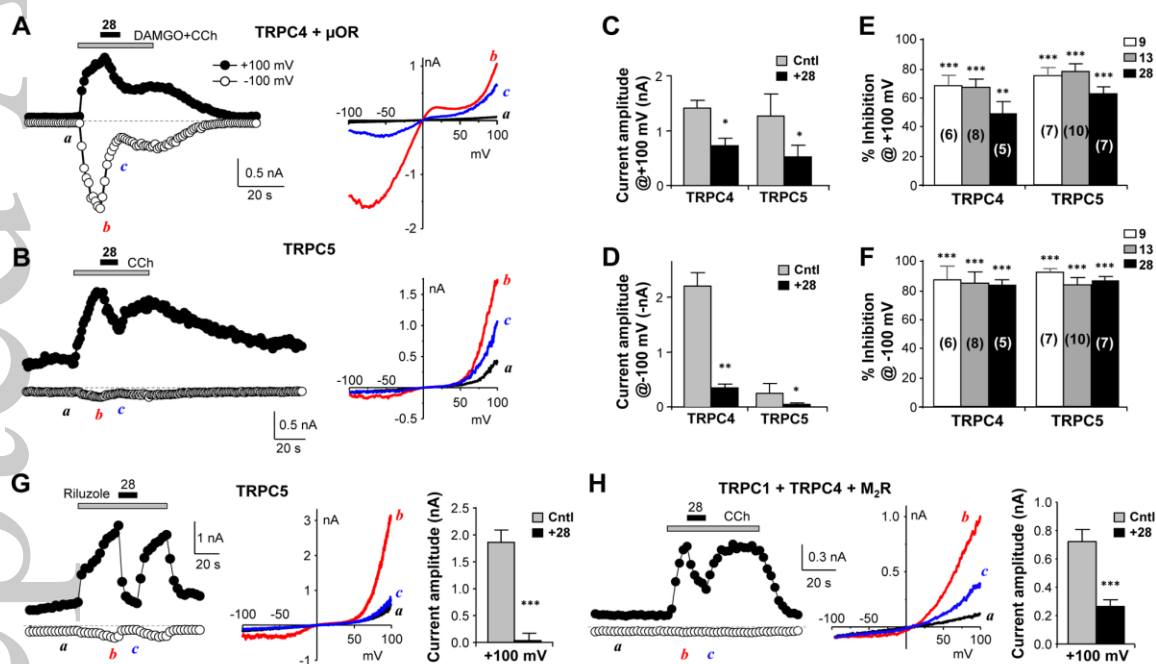 A
28
DAMGO+CCh
+100 mV
-100 mV
a
b
c
0.5 nA
20 s
TRPC4 + µOR
nA
1
b
c
a
-100
-50
50
100
mV
-1
-2
B
TRPC5
28
CCh
a
b
c
0.5 nA
20 s
nA
1.5
1.0
0.5
-0.5
-100
-50
50
100
mV
b
c
a
C
Cntl
+28
Current amplitude
@+100 mV (nA)
2
1
0
*
*
TRPC4
TRPC5
D
Cntl
+28
Current amplitude
@-100 mV (-nA)
2
1
0
**
*
TRPC4
TRPC5
E
9
13
28
% Inhibition
@ +100 mV
100
80
60
40
20
0
*** *** ** *** *** ***
(6) (8) (5) (7) (10) (7)
TRPC4
TRPC5
F
9
13
28
% Inhibition
@ -100 mV
100
80
60
40
20
0
*** *** *** *** *** ***
(6) (8) (5) (7) (10) (7)
TRPC4
TRPC5
G
28
Riluzole
1 nA
20 s
a
b
c
TRPC5
nA
3
2
1
-1
-100
-50
50
100
mV
b
c
a
Current amplitude (nA)
2.5
2.0
1.5
1.0
0.5
0.0
Cntl
+28
***
+100 mV
H
TRPC1 + TRPC4 + M2R
28
CCh
0.3 nA
20 s
a
b
c
nA
1.0
0.5
-100
-50
50
100
mV
b
c
a
Current amplitude (nA)
1.0
0.8
0.6
0.4
0.2
0.0
Cntl
+28
***
+100 mV